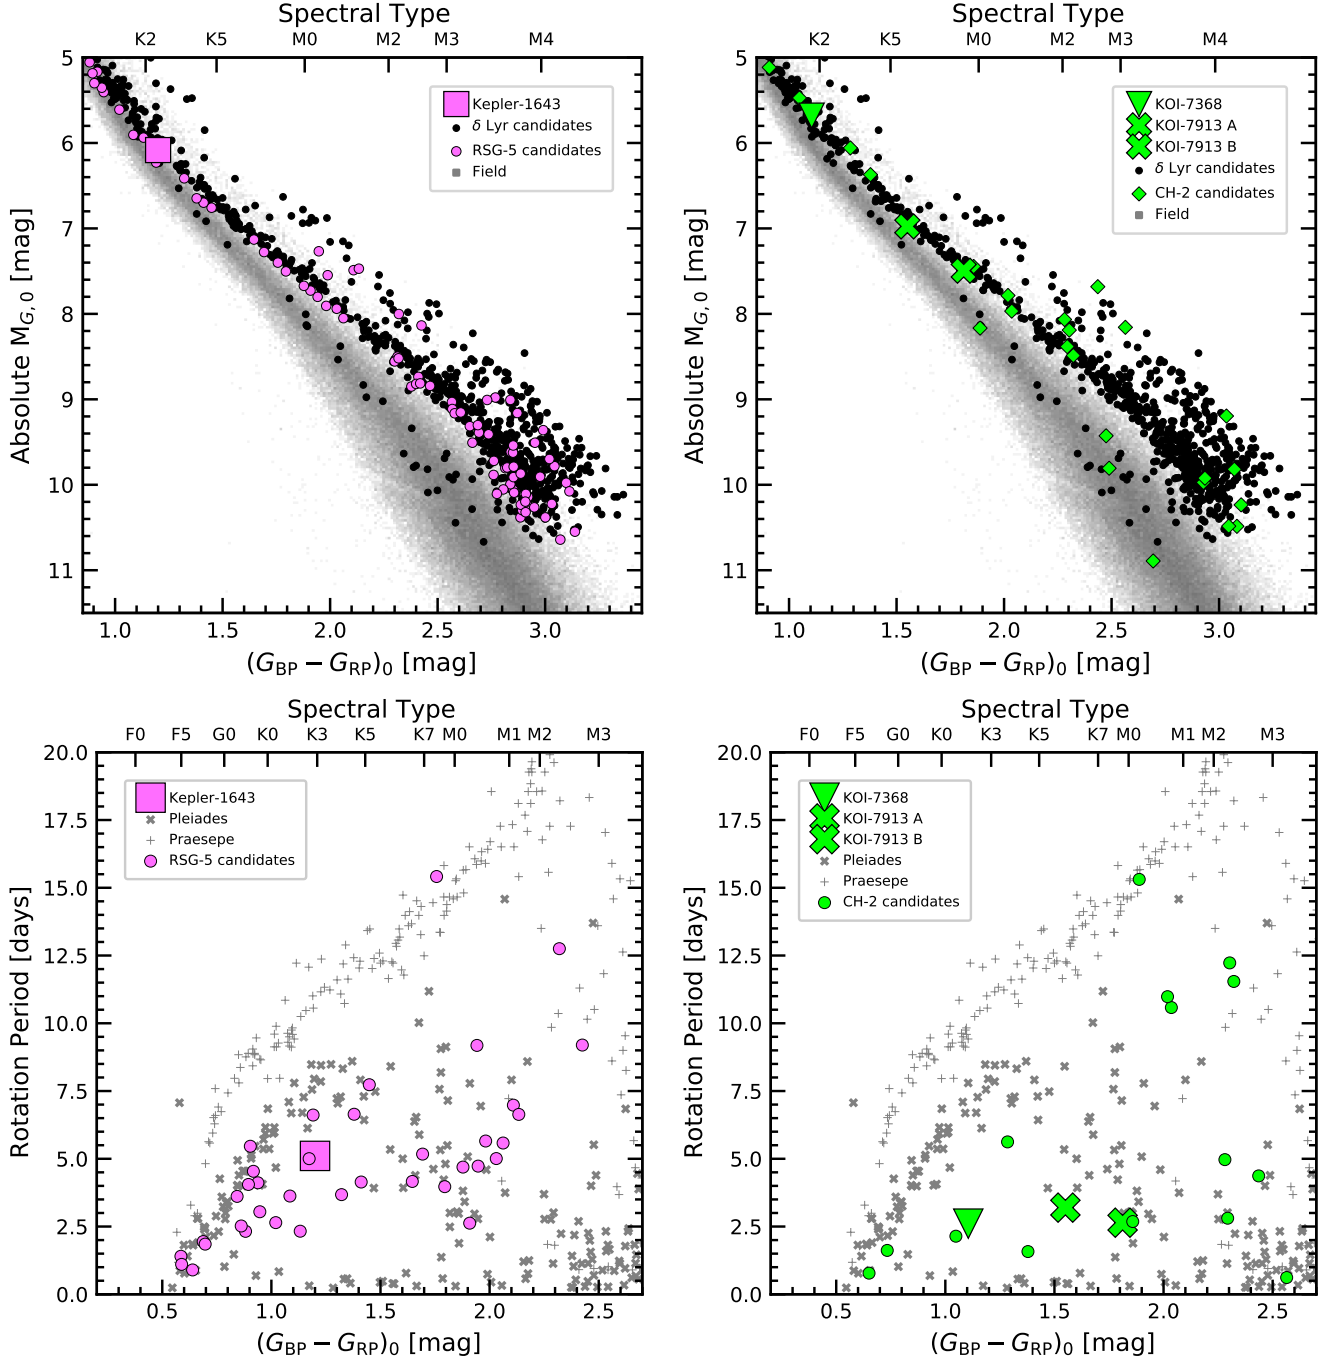 Spectral Type
K2 K5 M0 M2 M3 M4
5
6
7
8
9
10
11
Absolute M_{G,0} [mag]
Kepler-1643
δ Lyr candidates
RSG-5 candidates
Field
1.0 1.5 2.0 2.5 3.0
(G_BP − G_RP)_0 [mag]
Spectral Type
K2 K5 M0 M2 M3 M4
5
6
7
8
9
10
11
Absolute M_{G,0} [mag]
KOI-7368
KOI-7913 A
KOI-7913 B
δ Lyr candidates
CH-2 candidates
Field
1.0 1.5 2.0 2.5 3.0
(G_BP − G_RP)_0 [mag]
Spectral Type
F0 F5 G0 K0 K3 K5 K7 M0 M1 M2 M3
20.0
17.5
15.0
12.5
10.0
7.5
5.0
2.5
0.0
Rotation Period [days]
Kepler-1643
Pleiades
Praesepe
RSG-5 candidates
0.5 1.0 1.5 2.0 2.5
(G_BP − G_RP)_0 [mag]
Spectral Type
F0 F5 G0 K0 K3 K5 K7 M0 M1 M2 M3
20.0
17.5
15.0
12.5
10.0
7.5
5.0
2.5
0.0
Rotation Period [days]
KOI-7368
KOI-7913 A
KOI-7913 B
Pleiades
Praesepe
CH-2 candidates
0.5 1.0 1.5 2.0 2.5
(G_BP − G_RP)_0 [mag]